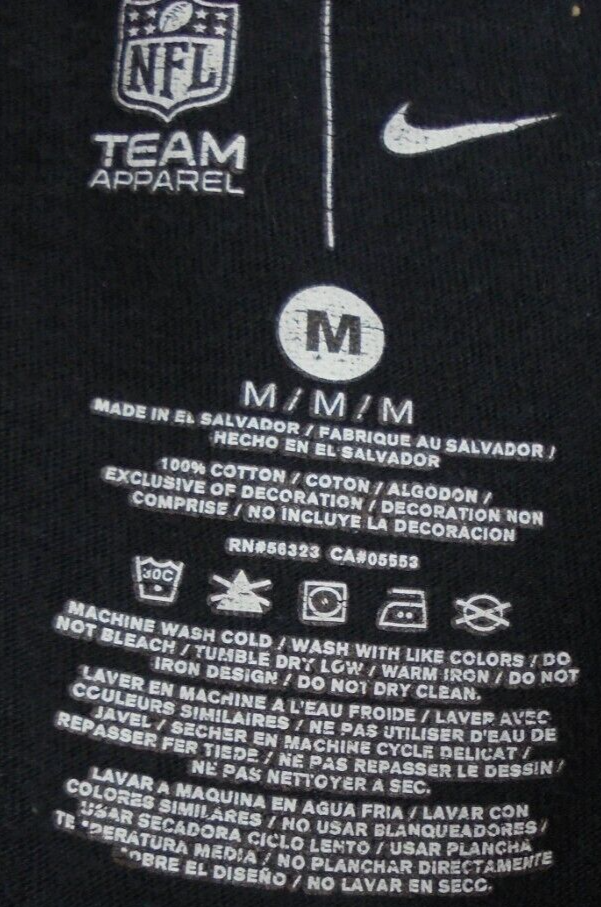 NFL
TEAM
APPAREL
M
M / M / M
MADE IN EL SALVADOR / FABRIQUE AU SALVADOR /
HECHO EN EL SALVADOR
100% COTTON / COTON / ALGODON /
EXCLUSIVE OF DECORATION / DECORATION NON
COMPRISE / NO INCLUYE LA DECORACION
RN#56323 CA#05553
30C
MACHINE WASH COLD / WASH WITH LIKE COLORS / DO
NOT BLEACH / TUMBLE DRY LOW / WARM IRON / DO NOT
IRON DESIGN / DO NOT DRY CLEAN.
LAVER EN MACHINE A L'EAU FROIDE / LAVER AVEC
COULEURS SIMILAIRES / NE PAS UTILISER D'EAU DE
JAVEL / SECHER EN MACHINE CYCLE DELICAT /
REPASSER FER TIEDE / NE PAS REPASSER LE DESSIN /
NE PAS NETTOYER A SEC.
LAVAR A MAQUINA EN AGUA FRIA / LAVAR CON
COLORES SIMILARES / NO USAR BLANQUEADORES /
USAR SECADORA CICLO LENTO / USAR PLANCHA
TEMPERATURA MEDIA / NO PLANCHAR DIRECTAMENTE
SOBRE EL DISEÑO / NO LAVAR EN SECO.